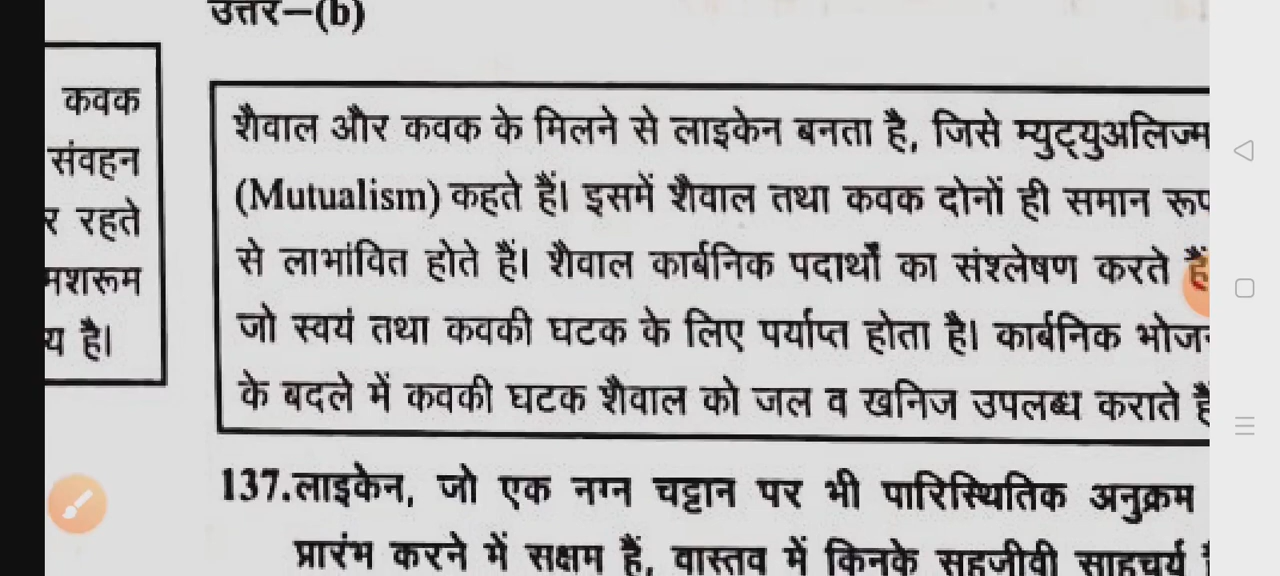 उत्तर–(b)
कवक
संवहन
र रहते
मशरूम
य है।
शैवाल और कवक के मिलने से लाइकेन बनता है, जिसे म्युट्युअलिज्म
(Mutualism) कहते हैं। इसमें शैवाल तथा कवक दोनों ही समान रूप
से लाभांवित होते हैं। शैवाल कार्बनिक पदार्थों का संश्लेषण करते हैं
जो स्वयं तथा कवकी घटक के लिए पर्याप्त होता है। कार्बनिक भोजन
के बदले में कवकी घटक शैवाल को जल व खनिज उपलब्ध कराते हैं
137.लाइकेन, जो एक नग्न चट्टान पर भी पारिस्थितिक अनुक्रम
प्रारंभ करने में सक्षम हैं, वास्तव में किनके सहजीवी साहचर्य